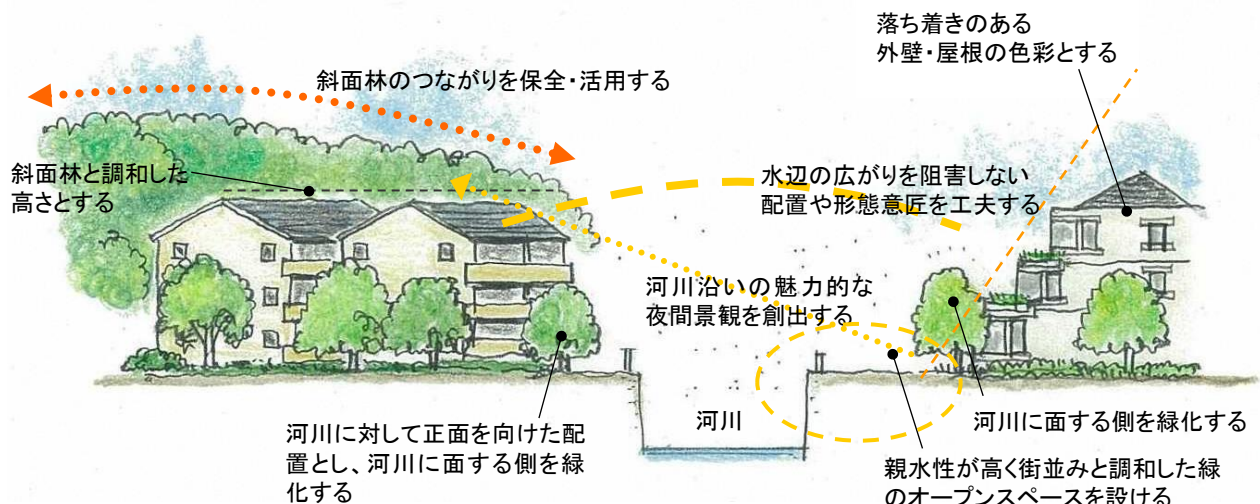 落ち着きのある
外壁・屋根の色彩とする
斜面林のつながりを保全・活用する
斜面林と調和した
高さとする
水辺の広がりを阻害しない
配置や形態意匠を工夫する
河川沿いの魅力的な
夜間景観を創出する
河川
河川に面する側を緑化する
河川に対して正面を向けた配
置とし、河川に面する側を緑
化する
親水性が高く街並みと調和した緑
のオープンスペースを設ける